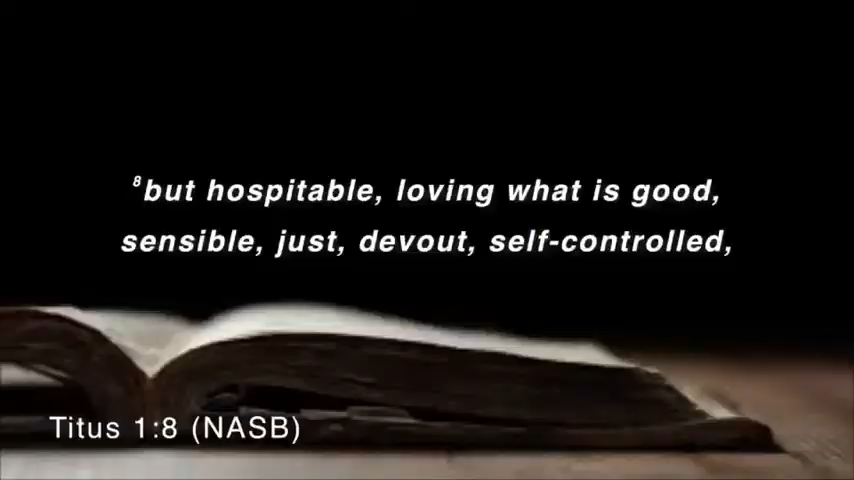 8but hospitable, loving what is good,
sensible, just, devout, self-controlled,
Titus 1:8 (NASB)